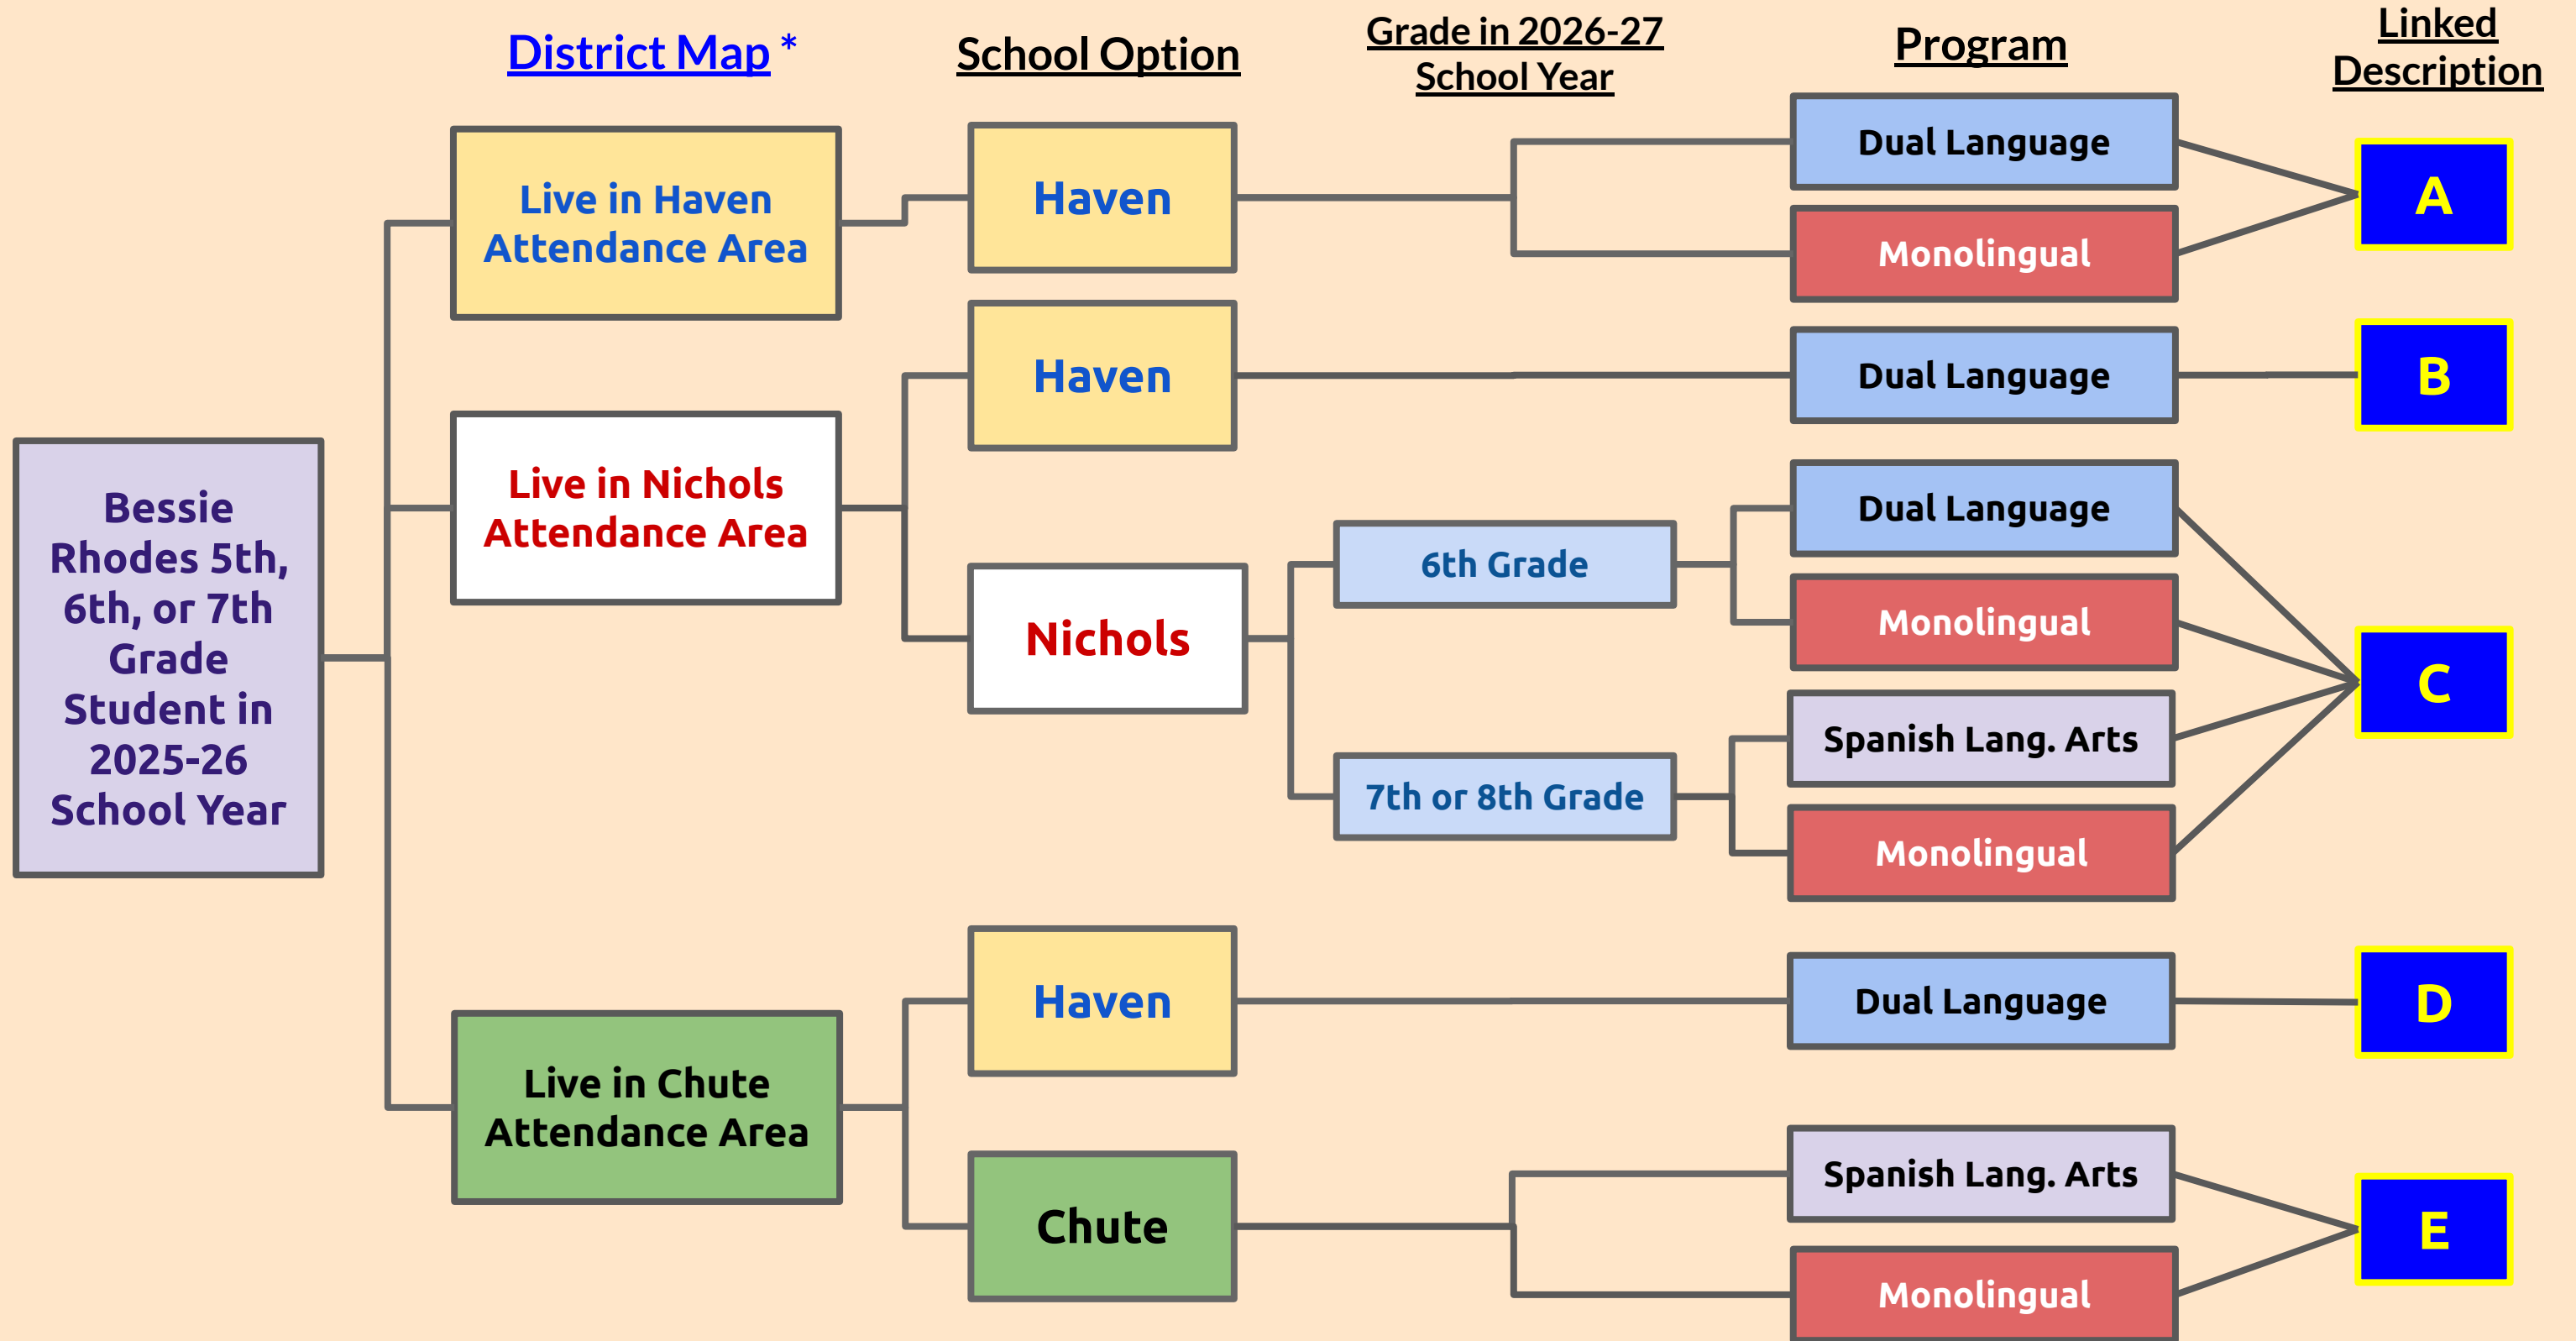 District Map *
School Option
Grade in 2026-27
School Year
Program
Linked
Description
Bessie
Rhodes 5th,
6th, or 7th
Grade
Student in
2025-26
School Year
Live in Haven
Attendance Area
Haven
Dual Language
Monolingual
A
Live in Nichols
Attendance Area
Haven
Dual Language
B
Nichols
6th Grade
Dual Language
Monolingual
7th or 8th Grade
Spanish Lang. Arts
Monolingual
C
Live in Chute
Attendance Area
Haven
Dual Language
D
Chute
Spanish Lang. Arts
Monolingual
E